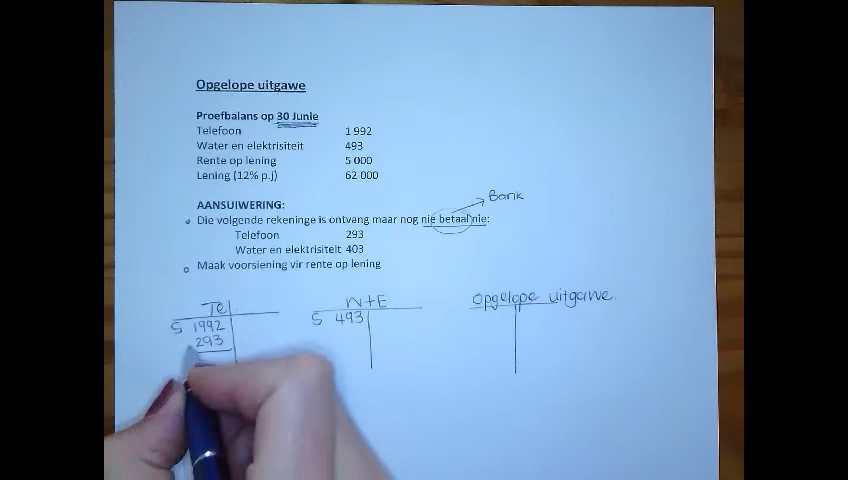 Opgelope uitgawe
Proefbalans op 30 Junie
Telefoon 1 992
Water en elektrisiteit 493
Rente op lening 5 000
Lening (12% p.j) 62 000
Bank
AANSUIWERING:
Die volgende rekeninge is ontvang maar nog nie betaal nie:
Telefoon 293
Water en elektrisiteit 403
Maak voorsiening vir rente op lening
Tel W+E Opgelope uitgawe
S 1992 S 493
293